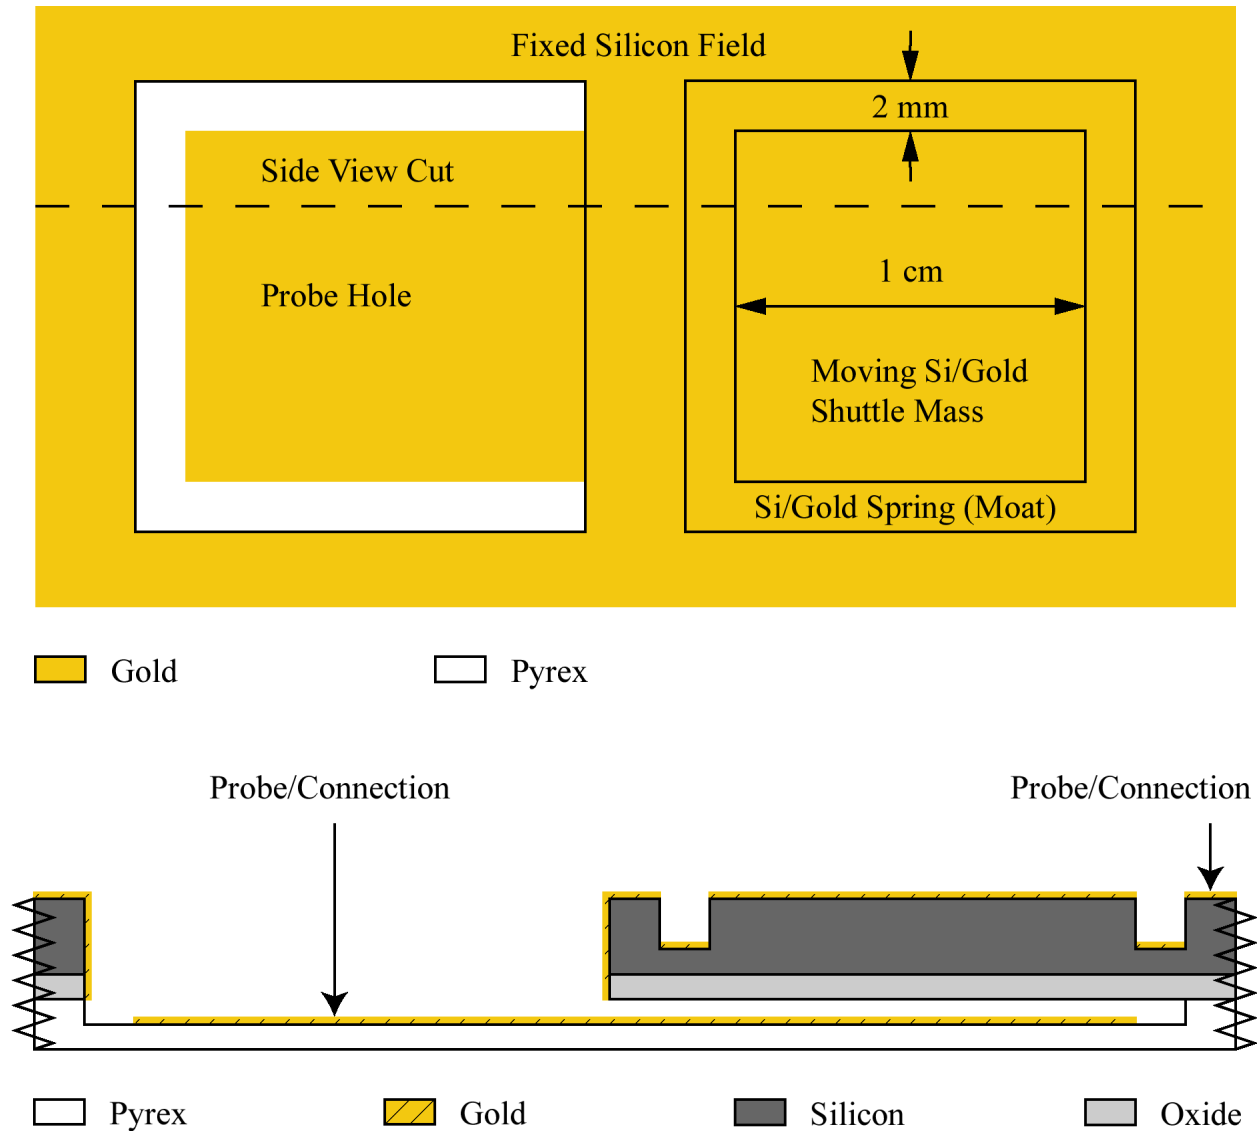 Fixed Silicon Field
2 mm
Side View Cut
1 cm
Probe Hole
Moving Si/Gold
Shuttle Mass
Si/Gold Spring (Moat)
Gold
Pyrex
Probe/Connection
Probe/Connection
Pyrex
Gold
Silicon
Oxide